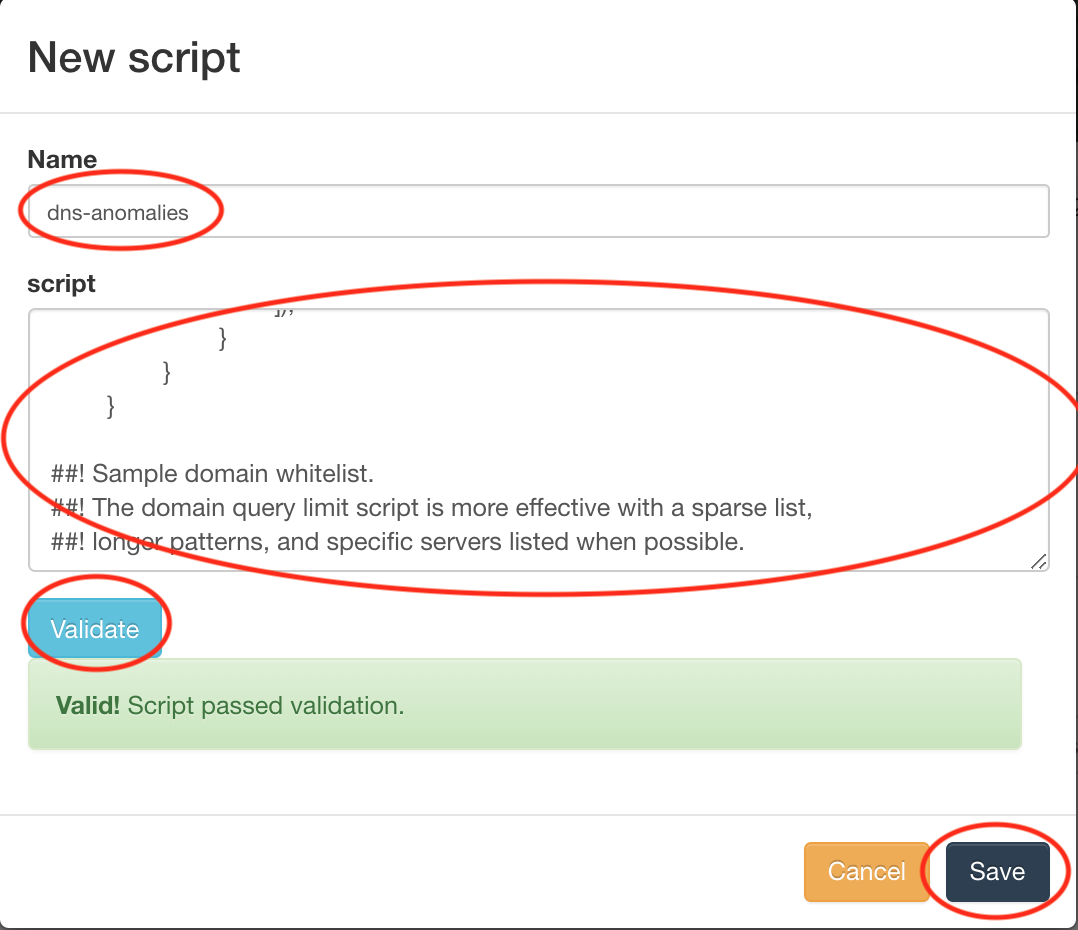 New script
Name
dns-anomalies
script
]);
}
}
}
##! Sample domain whitelist.
##! The domain query limit script is more effective with a sparse list,
##! longer patterns, and specific servers listed when possible.
Validate
Valid! Script passed validation.
Cancel
Save